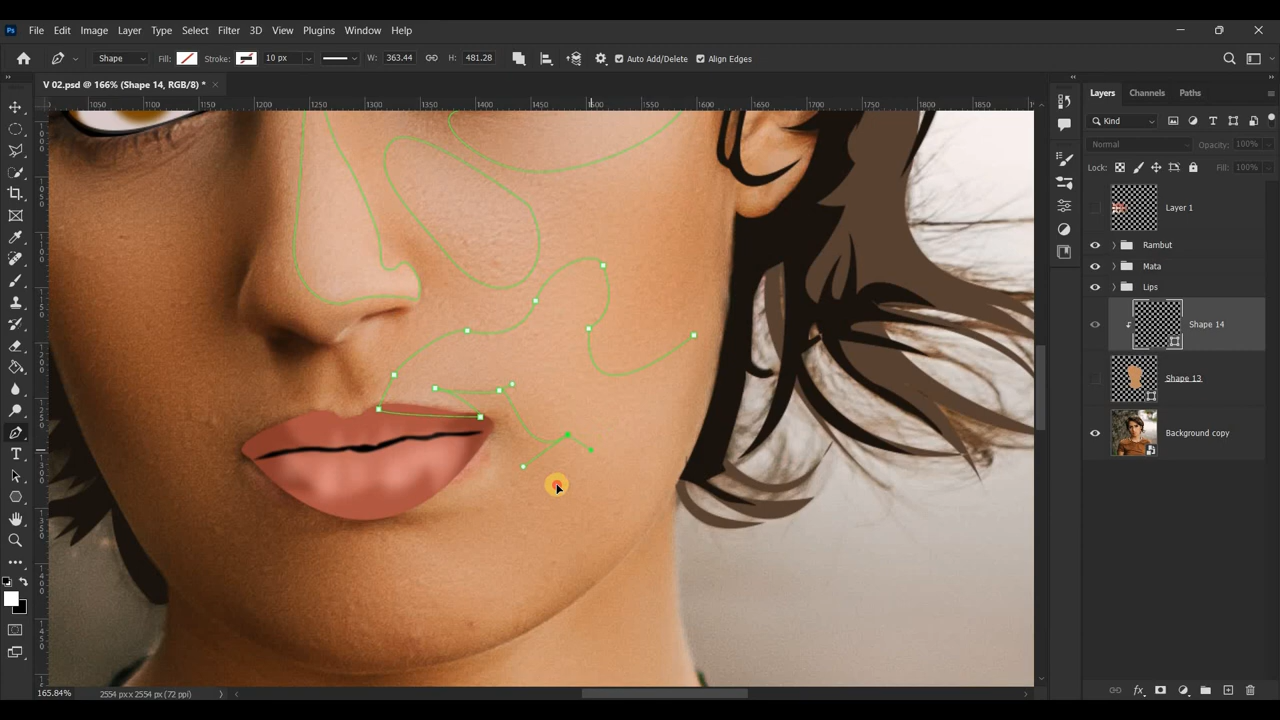 Ps File Edit Image Layer Type Select Filter 3D View Plugins Window Help
Shape Fill: Stroke: 10 px W: 363.44 H: 481.28 Auto Add/Delete Align Edges
V 02.psd @ 166% (Shape 14, RGB/8) * ×
1050 1100 1150 1200 1250 1300 1350 1400 1450 1500 1550 1600 1650 1700 1750 1800 1850
Layers Channels Paths
Kind
Normal Opacity: 100%
Lock: Fill: 100%
Layer 1
Rambut
Mata
Lips
Shape 14
Shape 13
Background copy
165.84% 2554 px x 2554 px (72 ppi)
fx